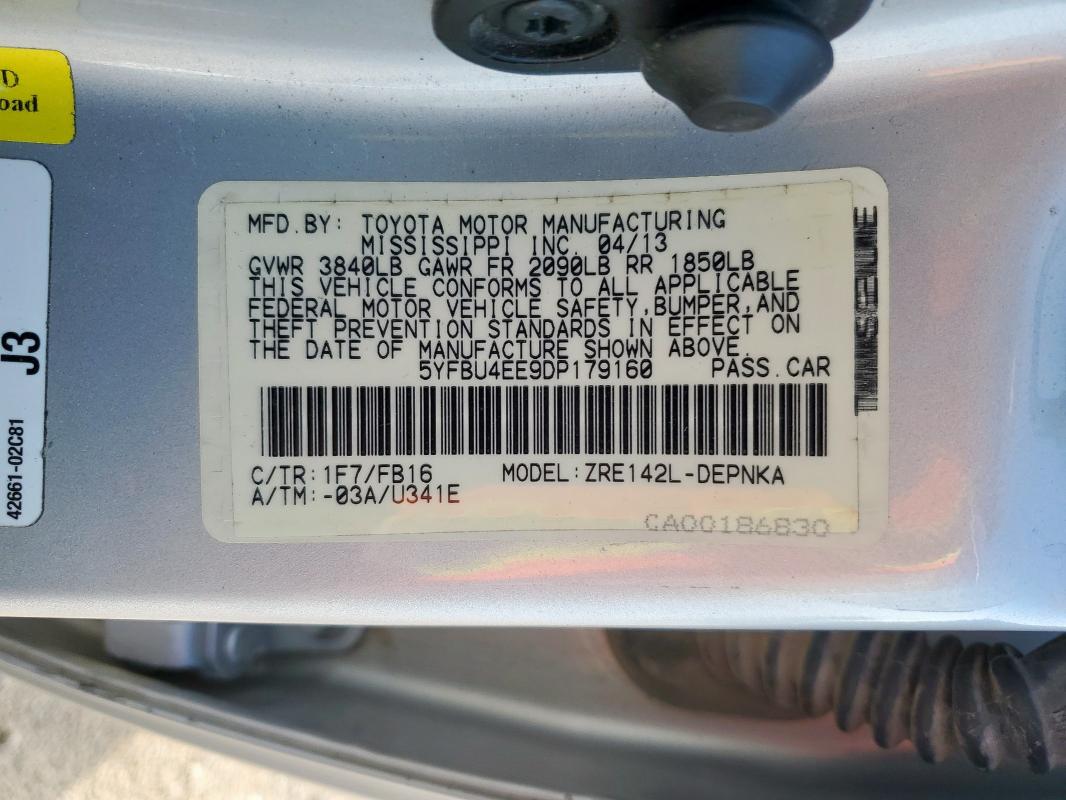 D
oad
J3
42661-02C81
MFD.BY: TOYOTA MOTOR MANUFACTURING
MISSISSIPPI INC. 04/13
GVWR 3840LB GAWR FR 2090LB RR 1850LB
THIS VEHICLE CONFORMS TO ALL APPLICABLE
FEDERAL MOTOR VEHICLE SAFETY,BUMPER,AND
THEFT PREVENTION STANDARDS IN EFFECT ON
THE DATE OF MANUFACTURE SHOWN ABOVE.
5YFBU4EE9DP179160 PASS.CAR
C/TR:1F7/FB16 MODEL:ZRE142L-DEPNKA
A/TM:-03A/U341E
CA00186830